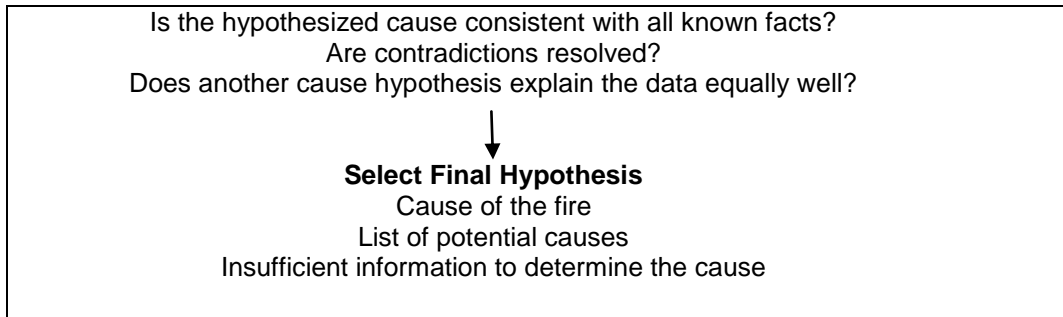 Is the hypothesized cause consistent with all known facts?
Are contradictions resolved?
Does another cause hypothesis explain the data equally well?
Select Final Hypothesis
Cause of the fire
List of potential causes
Insufficient information to determine the cause